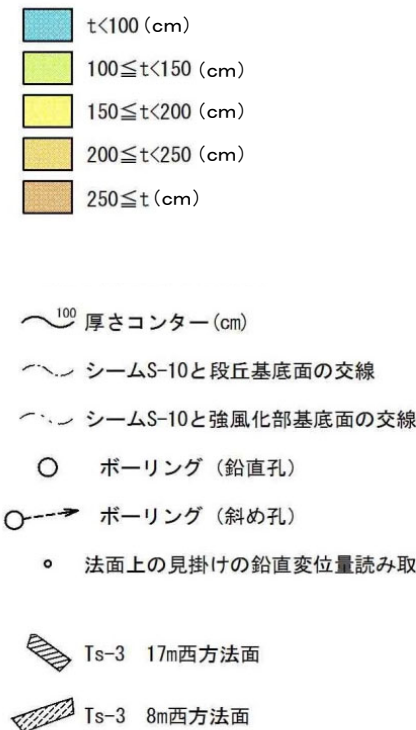 t<100 (cm)
100≦t<150 (cm)
150≦t<200 (cm)
200≦t<250 (cm)
250≦t (cm)
100 厚さコンター(cm)
シームS-10と段丘基底面の交線
シームS-10と強風化部基底面の交線
ボーリング（鉛直孔）
ボーリング（斜め孔）
法面上の見掛けの鉛直変位量読み取
Ts-3 17m西方法面
Ts-3 8m西方法面